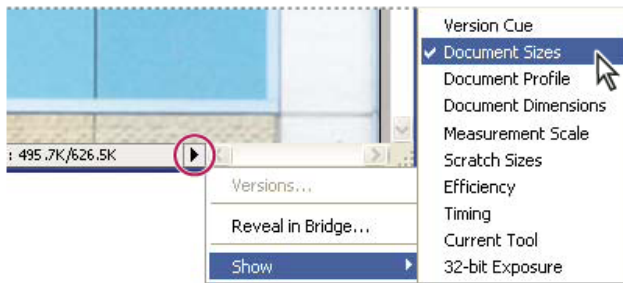 Version Cue
Document Sizes
Document Profile
Document Dimensions
Measurement Scale
Scratch Sizes
Efficiency
Timing
Current Tool
32-bit Exposure
: 495.7K/626.5K
Versions...
Reveal in Bridge...
Show